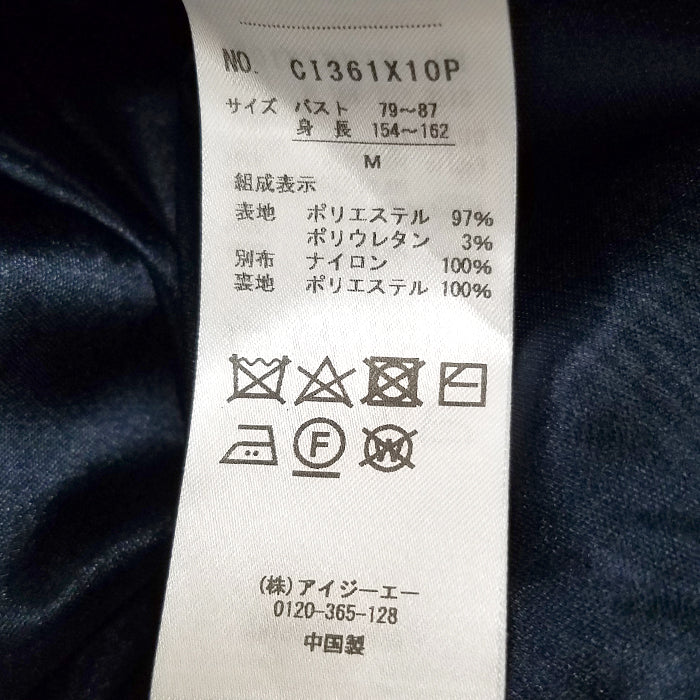 NO. CI361X10P
サイズ バスト 79~87
身 長 154~162
M
組成表示
表地 ポリエステル 97%
ポリウレタン 3%
別布 ナイロン 100%
裏地 ポリエステル 100%
F
W
(株)アイジーエー
0120-365-128
中国製